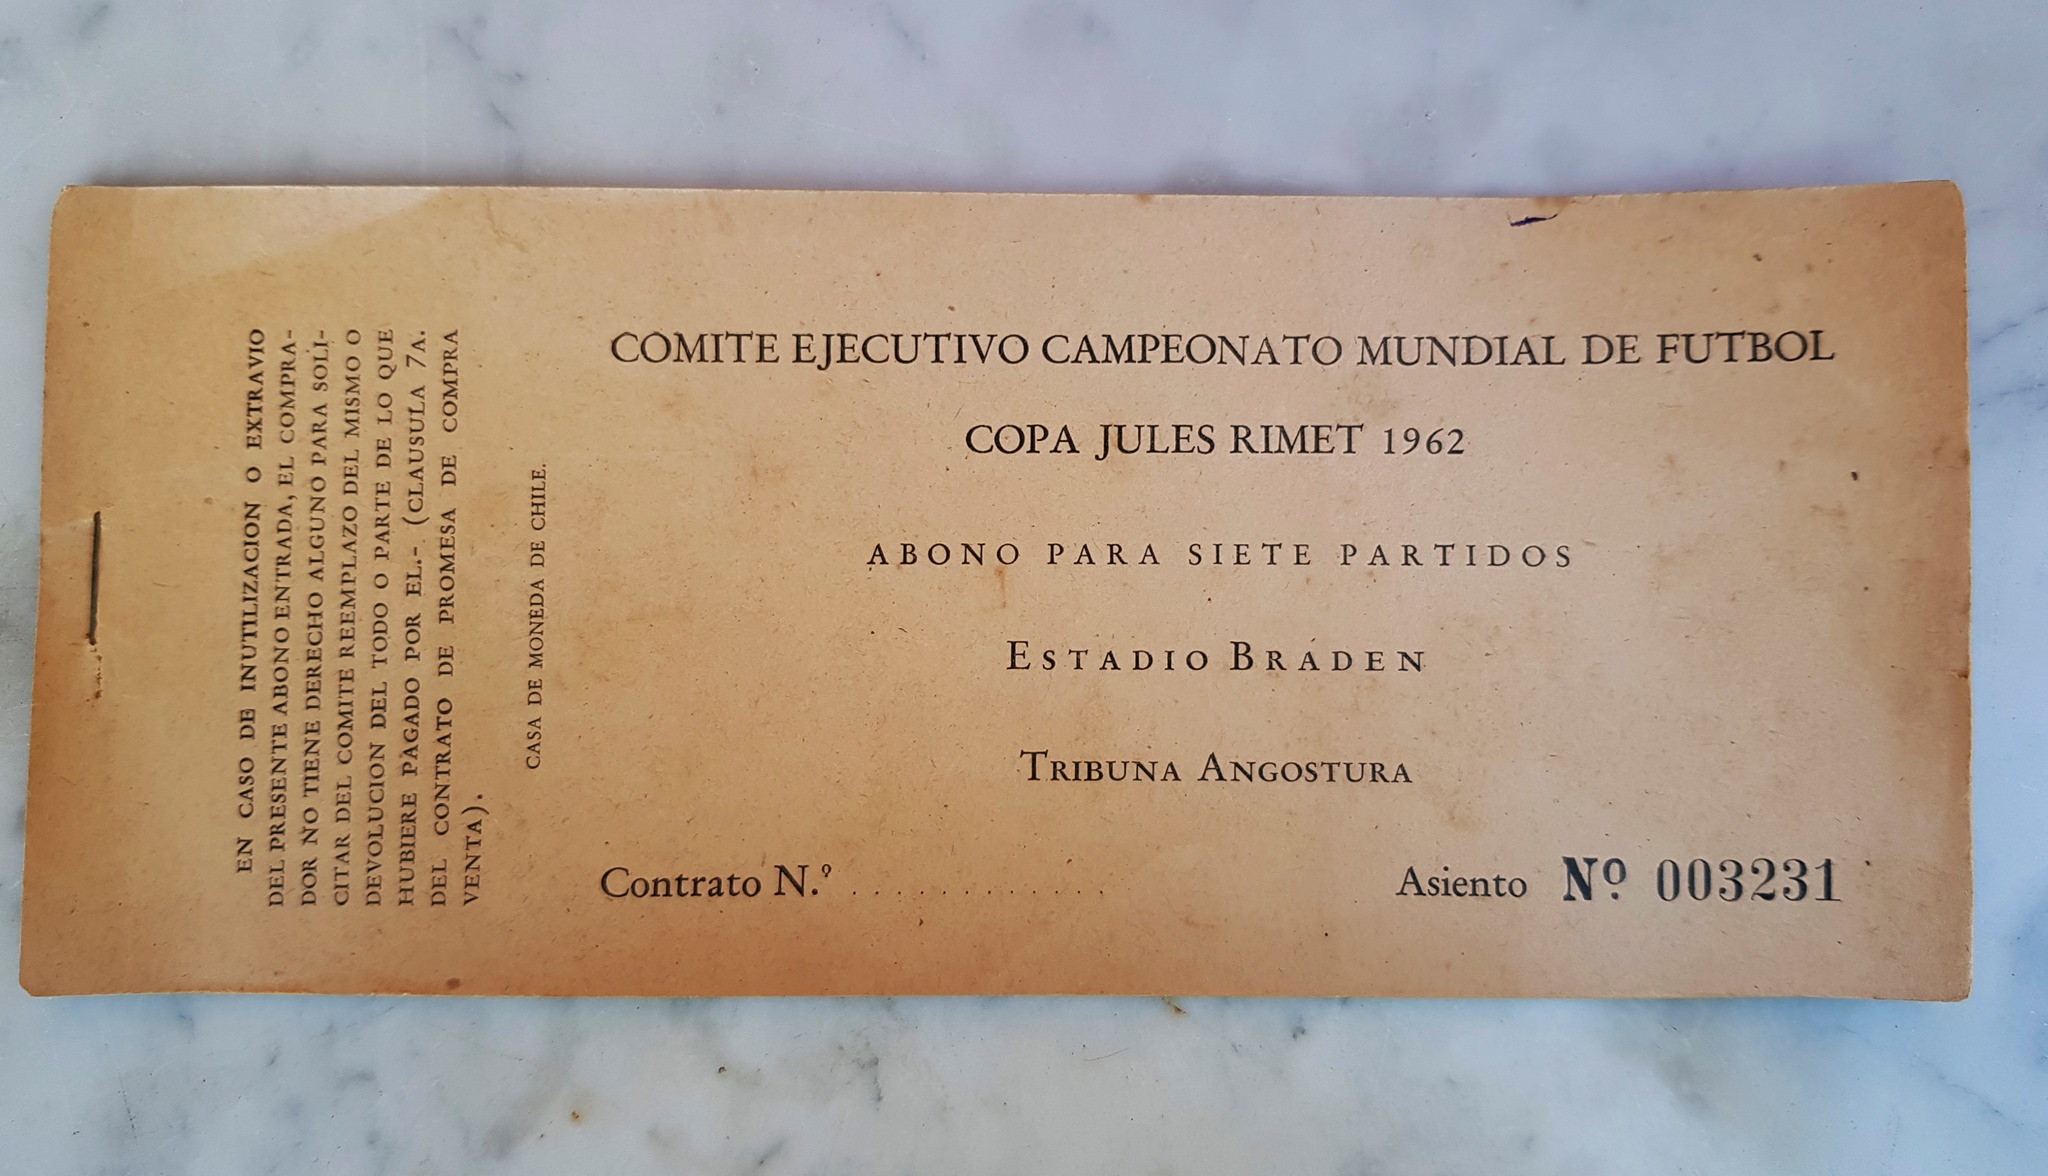 EN CASO DE INUTILIZACION O EXTRAVIO
DEL PRESENTE ABONO ENTRADA, EL COMPRA-
DOR NO TIENE DERECHO ALGUNO PARA SOLI-
CITAR DEL COMITE REEMPLAZO DEL MISMO O
DEVOLUCION DEL TODO O PARTE DE LO QUE
HUBIERE PAGADO POR EL.- (CLAUSULA 7A.
DEL CONTRATO DE PROMESA DE COMPRA
VENTA).
CASA DE MONEDA DE CHILE.
COMITE EJECUTIVO CAMPEONATO MUNDIAL DE FUTBOL
COPA JULES RIMET 1962
ABONO PARA SIETE PARTIDOS
ESTADIO BRADEN
TRIBUNA ANGOSTURA
Contrato N.º .............
Asiento Nº 003231